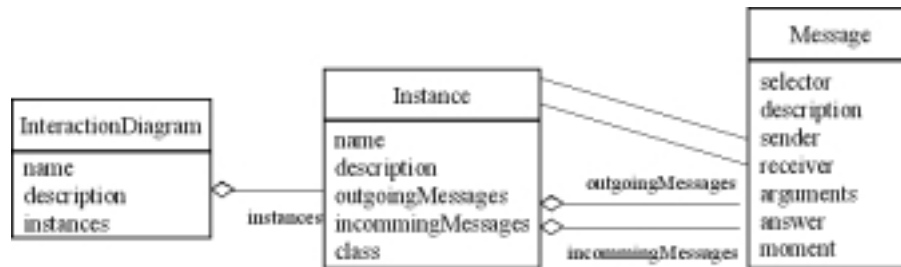 InteractionDiagram
name
description
instances
instances
Instance
name
description
outgoingMessages
incommingMessages
class
outgoingMessages
incommingMessages
Message
selector
description
sender
receiver
arguments
answer
moment